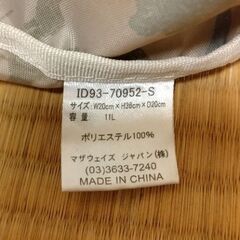 ID93-70952-S
サイズ：W20cm×H36cm×D20cm
容 量：　11L
ポリエステル100%
マザウェイズ ジャパン(株)
(03)3633-7240
MADE IN CHINA